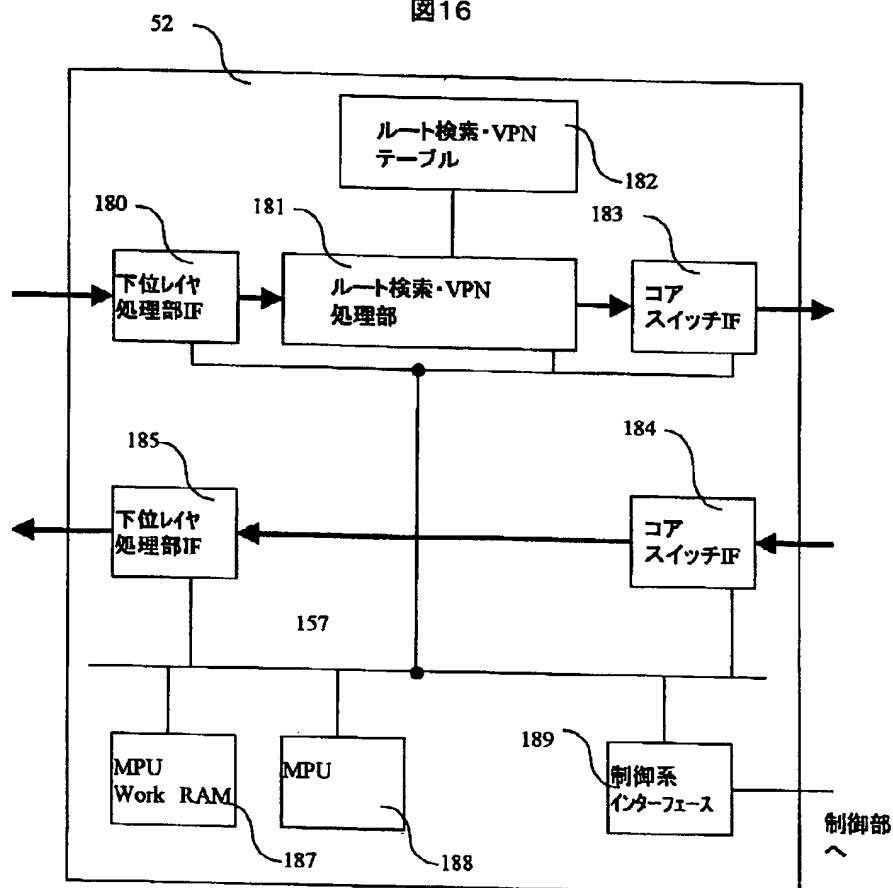 図16
52
ルート検索・VPN
テーブル
182
180
181
183
下位レイヤ
処理部IF
ルート検索・VPN
処理部
コア
スイッチIF
185
184
下位レイヤ
処理部IF
コア
スイッチIF
157
189
MPU
Work RAM
MPU
制御系
インターフェース
187
188
制御部
へ